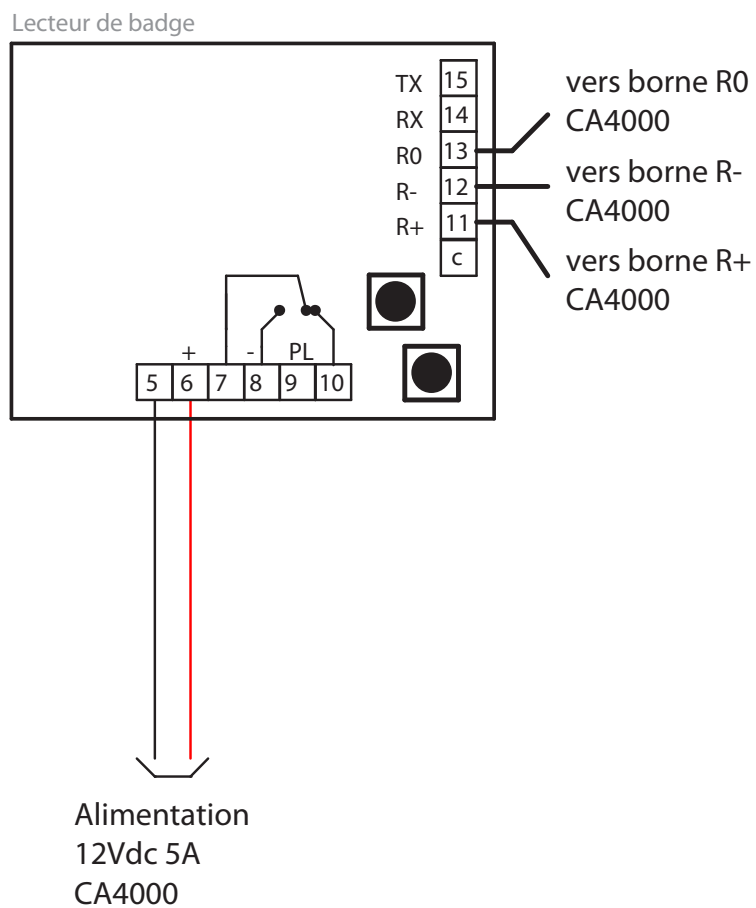 Lecteur de badge
TX 15
RX 14
R0 13
R- 12
R+ 11
c
vers borne R0
CA4000
vers borne R-
CA4000
vers borne R+
CA4000
+ - PL
5 6 7 8 9 10
Alimentation
12Vdc 5A
CA4000